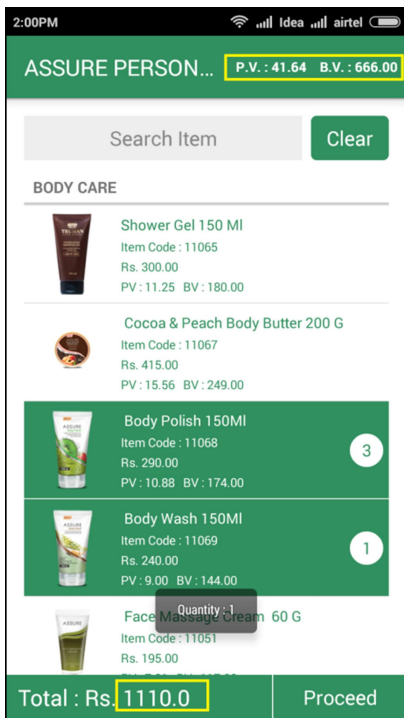 2:00PM Idea airtel
ASSURE PERSON... P.V. : 41.64 B.V. : 666.00
Search Item Clear
BODY CARE
Shower Gel 150 Ml
Item Code : 11065
Rs. 300.00
PV : 11.25 BV : 180.00
Cocoa & Peach Body Butter 200 G
Item Code : 11067
Rs. 415.00
PV : 15.56 BV : 249.00
Body Polish 150Ml
Item Code : 11068
Rs. 290.00
PV : 10.88 BV : 174.00
3
Body Wash 150Ml
Item Code : 11069
Rs. 240.00
PV : 9.00 BV : 144.00
1
Face Massage Cream 60 G
Quantity : 1
Item Code : 11051
Rs. 195.00
Total : Rs. 1110.0 Proceed